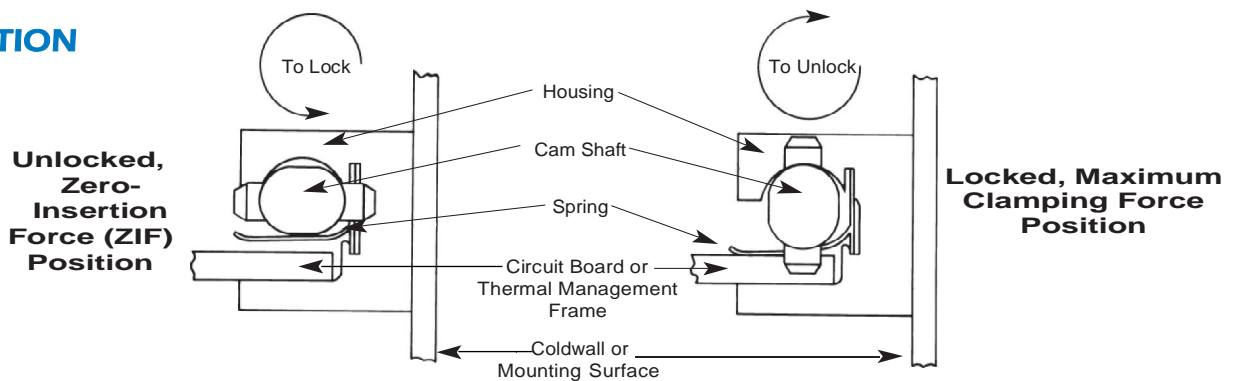 TION
To Lock
To Unlock
Housing
Cam Shaft
Spring
Circuit Board or
Thermal Management
Frame
Coldwall or
Mounting Surface
Unlocked,
Zero-
Insertion
Force (ZIF)
Position
Locked, Maximum
Clamping Force
Position